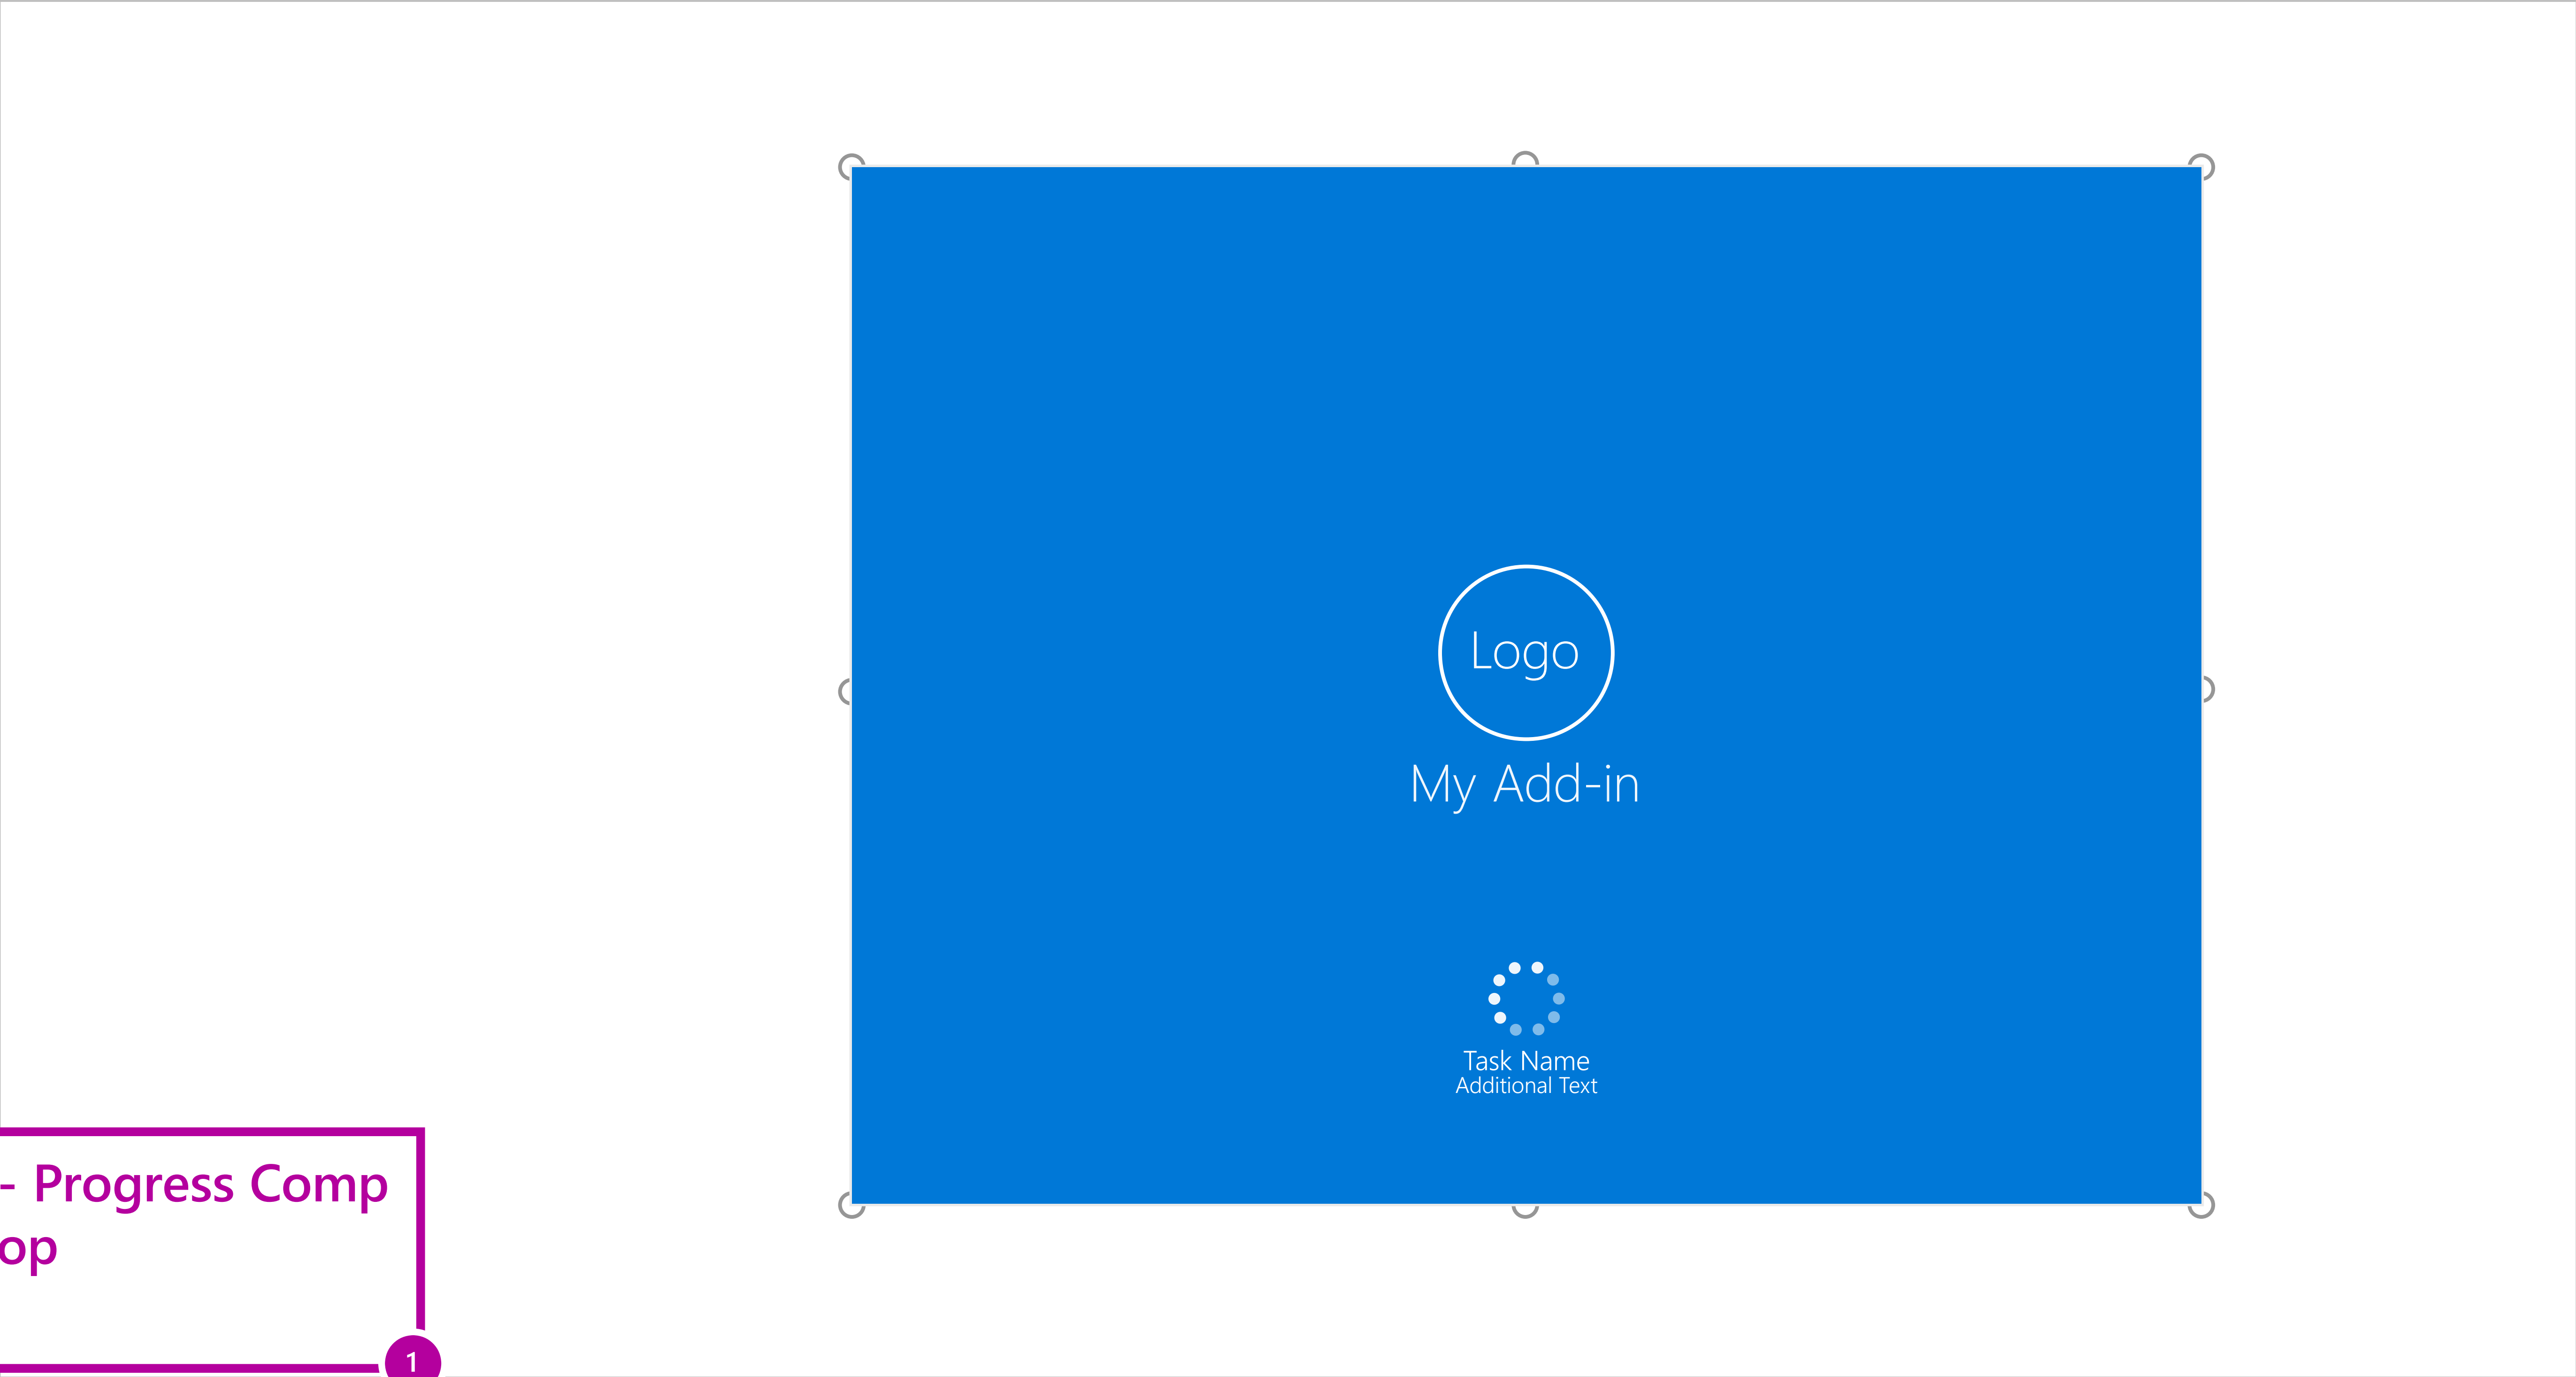 Logo
My Add-in
Task Name
Additional Text
- Progress Comp
op
1